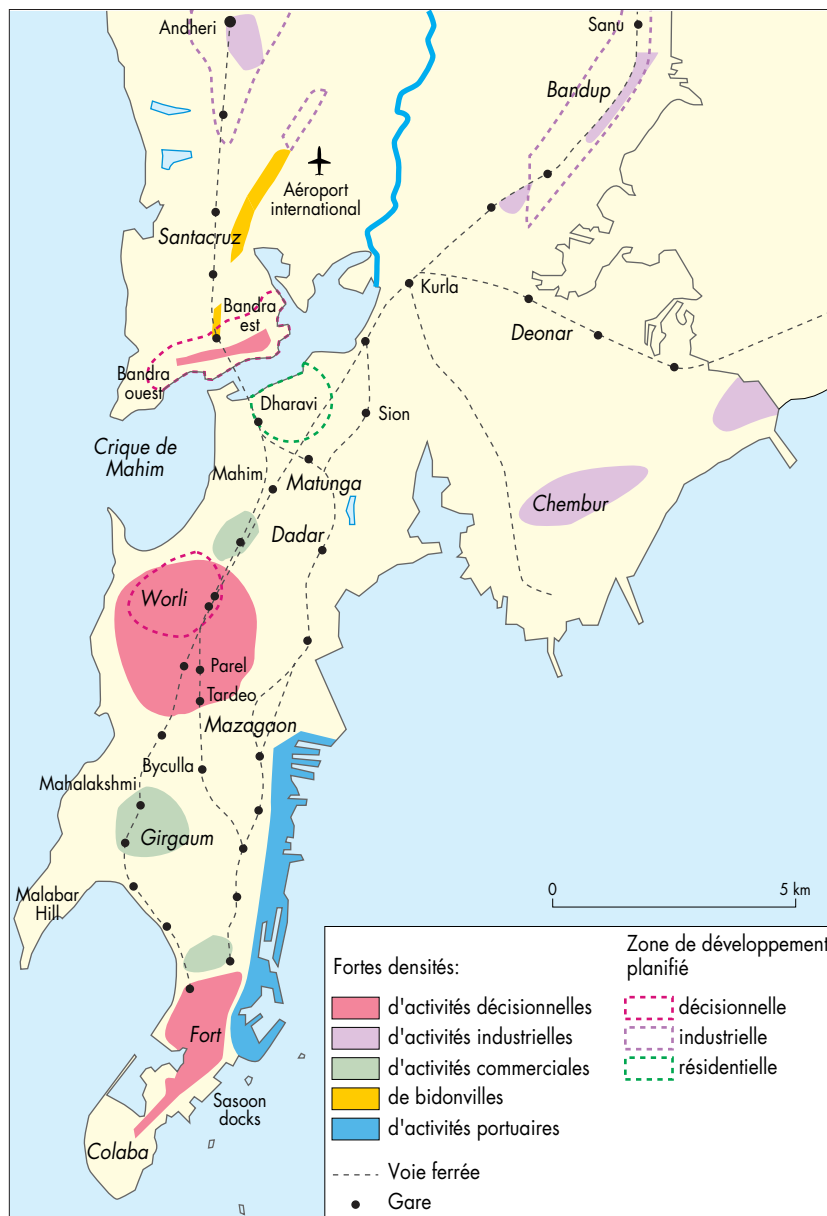 Andheri
Sanu
Bandup
Aéroport
international
Santacruz
Kurla
Bandra
est
Deonar
Bandra
ouest
Dharavi
Sion
Crique de
Mahim
Mahim
Matunga
Chembur
Dadar
Worli
Parel
Tardeo
Mazagaon
Byculla
Mahalakshmi
Girgaum
Malabar
Hill
0
5 km
Fort
Sasoon
docks
Colaba
Fortes densités:
d'activités décisionnelles
d'activités industrielles
d'activités commerciales
de bidonvilles
d'activités portuaires
Voie ferrée
Gare
Zone de développement
planifié
décisionnelle
industrielle
résidentielle